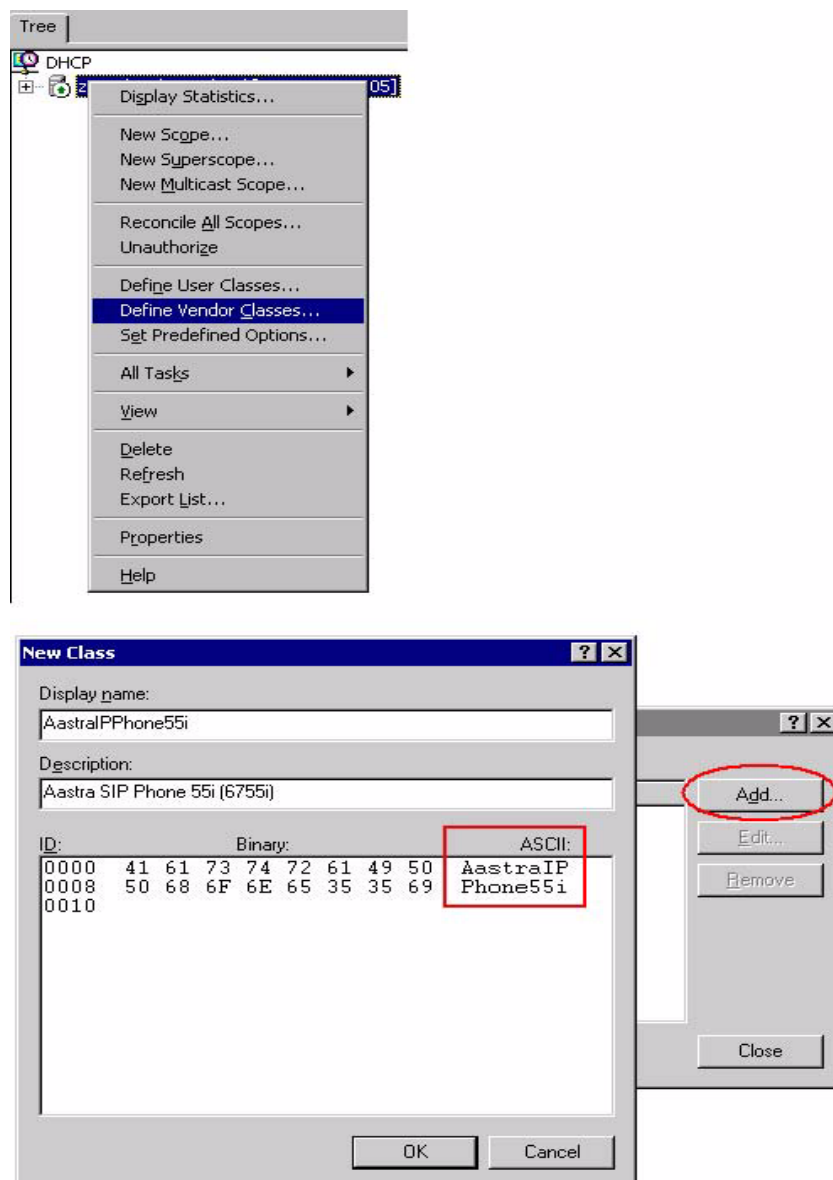 Tree
DHCP
05]
Display Statistics...
New Scope...
New Superscope...
New Multicast Scope...
Reconcile All Scopes...
Unauthorize
Define User Classes...
Define Vendor Classes...
Set Predefined Options...
All Tasks
View
Delete
Refresh
Export List...
Properties
Help
New Class
Display name:
AastraIPPhone55i
Description:
Aastra SIP Phone 55i (6755i)
ID: Binary: ASCII:
0000 41 61 73 74 72 61 49 50 AastraIP
0008 50 68 6F 6E 65 35 35 69 Phone55i
0010
OK Cancel
Add...
Edit...
Remove
Close